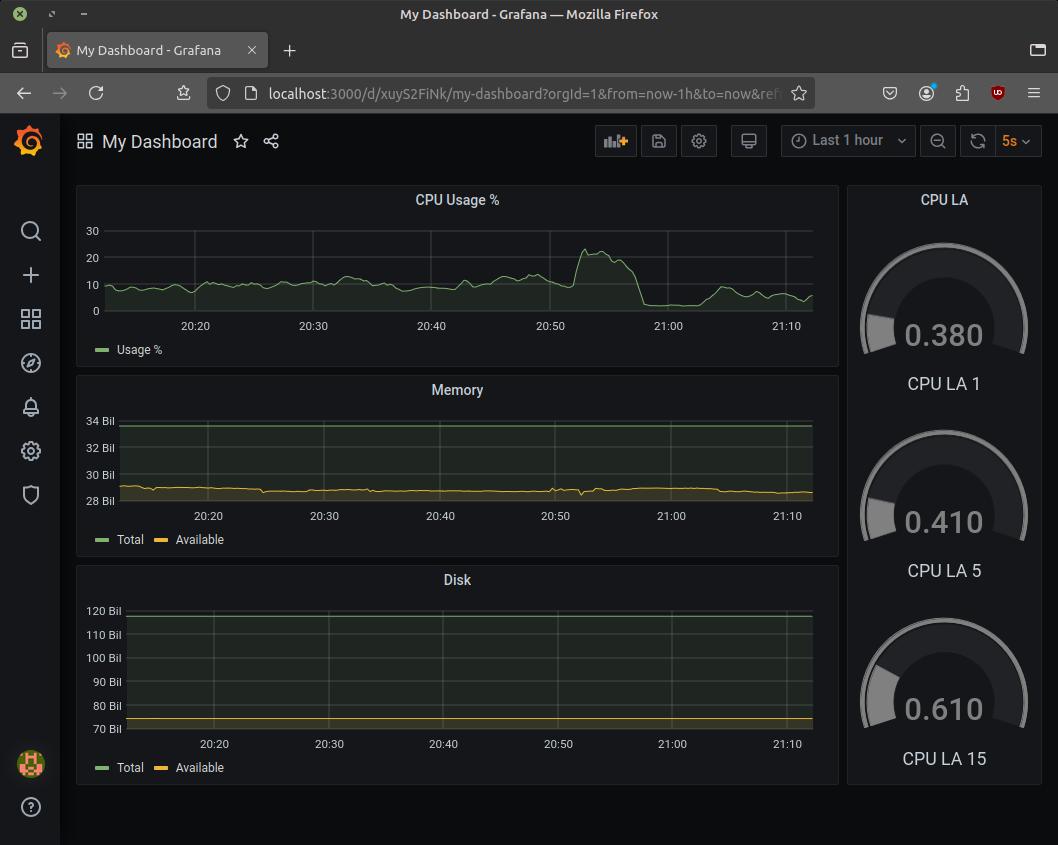 My Dashboard - Grafana — Mozilla Firefox
My Dashboard - Grafana
localhost:3000/d/xuyS2FiNk/my-dashboard?orgId=1&from=now-1h&to=now&ref
My Dashboard
Last 1 hour
5s
CPU Usage %
30
20
10
0
20:20 20:30 20:40 20:50 21:00 21:10
Usage %
Memory
34 Bil
32 Bil
30 Bil
28 Bil
20:20 20:30 20:40 20:50 21:00 21:10
Total Available
Disk
120 Bil
110 Bil
100 Bil
90 Bil
80 Bil
70 Bil
20:20 20:30 20:40 20:50 21:00 21:10
Total Available
CPU LA
0.380
CPU LA 1
0.410
CPU LA 5
0.610
CPU LA 15